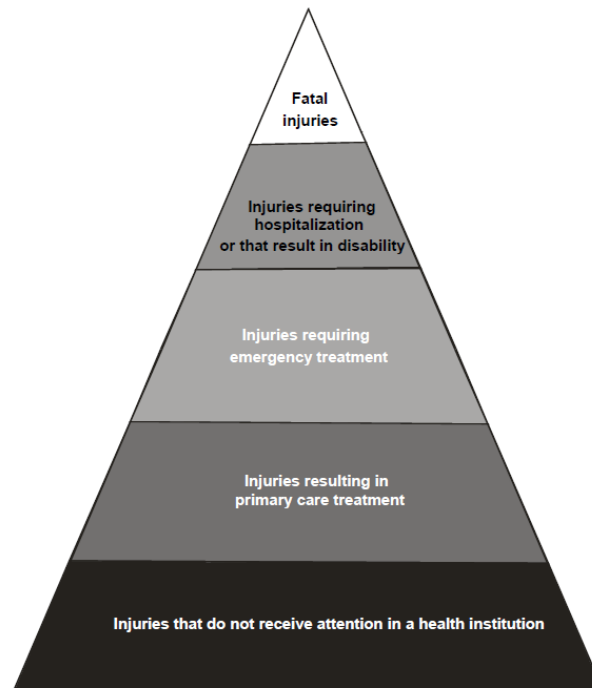 Fatal
injuries
Injuries requiring
hospitalization
or that result in disability
Injuries requiring
emergency treatment
Injuries resulting in
primary care treatment
Injuries that do not receive attention in a health institution